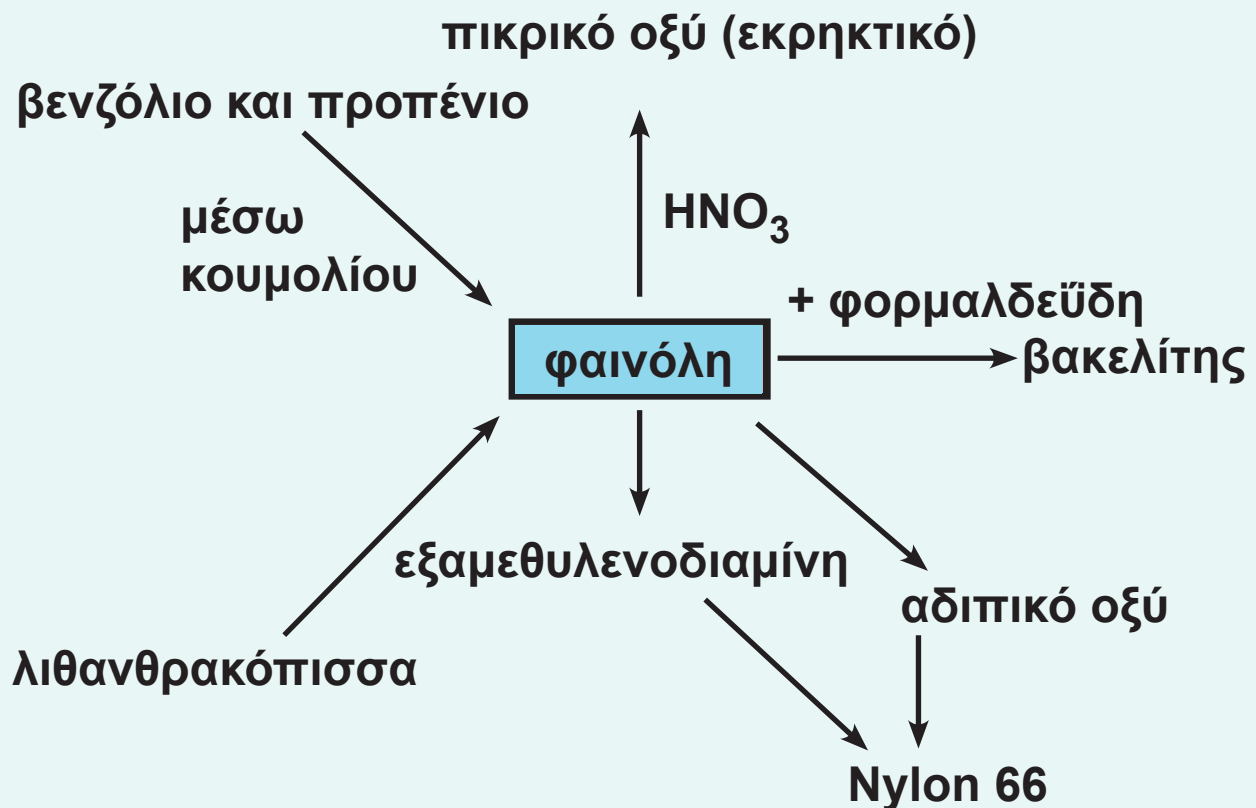 πικρικό οξύ (εκρηκτικό)
βενζόλιο και προπένιο
μέσω
κουμολίου
HNO₃
+ φορμαλδεΰδη
φαινόλη
βακελίτης
εξαμεθυλενοδιαμίνη
αδιπικό οξύ
λιθανθρακόπισσα
Nylon 66